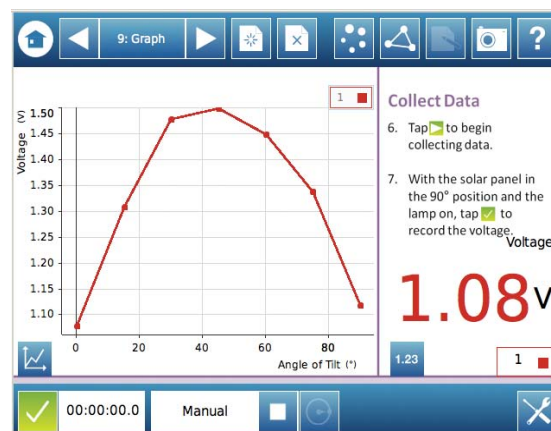 9: Graph
?
1
Voltage (V)
1.50
1.45
1.40
1.35
1.30
1.25
1.20
1.15
1.10
0
20
40
60
80
Angle of Tilt (°)
Collect Data
6. Tap to begin
collecting data.
7. With the solar panel in
the 90° position and the
lamp on, tap to
record the voltage.
Voltage
1.08V
1.23
1
00:00:00.0
Manual